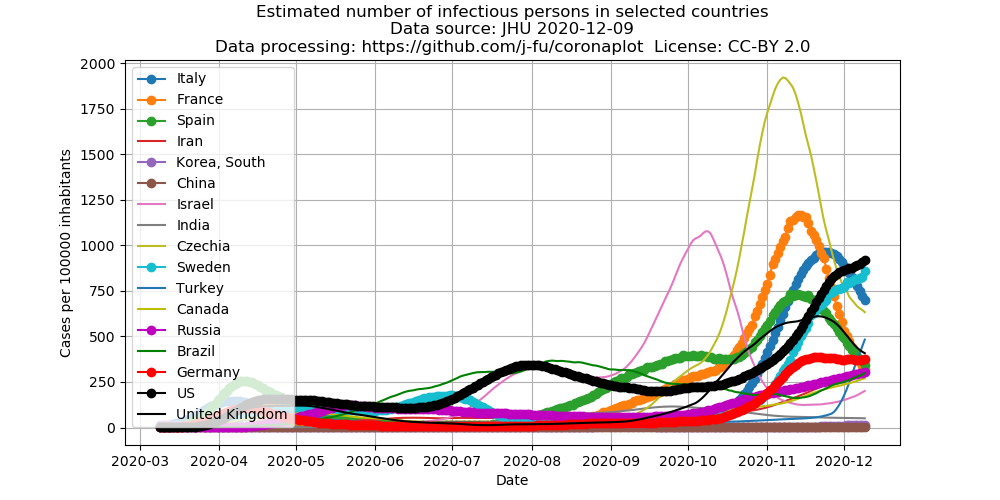 Estimated number of infectious persons in selected countries
Data source: JHU 2020-12-09
Data processing: https://github.com/j-fu/coronaplot  License: CC-BY 2.0
Cases per 100000 inhabitants
2000
1750
1500
1250
1000
750
500
250
0
Italy
France
Spain
Iran
Korea, South
China
Israel
India
Czechia
Sweden
Turkey
Canada
Russia
Brazil
Germany
US
United Kingdom
2020-03 2020-04 2020-05 2020-06 2020-07 2020-08 2020-09 2020-10 2020-11 2020-12
Date